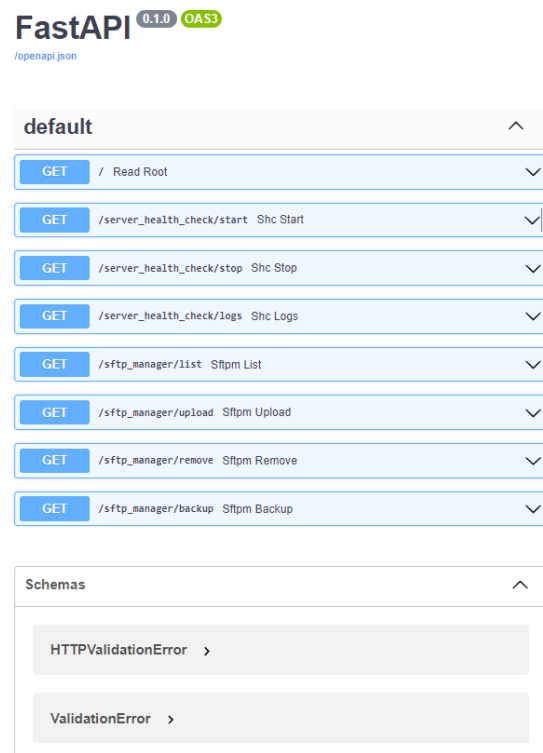 FastAPI 0.1.0 OAS3
/openapi.json
default
GET / Read Root
GET /server_health_check/start Shc Start
GET /server_health_check/stop Shc Stop
GET /server_health_check/logs Shc Logs
GET /sftp_manager/list Sftpm List
GET /sftp_manager/upload Sftpm Upload
GET /sftp_manager/remove Sftpm Remove
GET /sftp_manager/backup Sftpm Backup
Schemas
HTTPValidationError
ValidationError